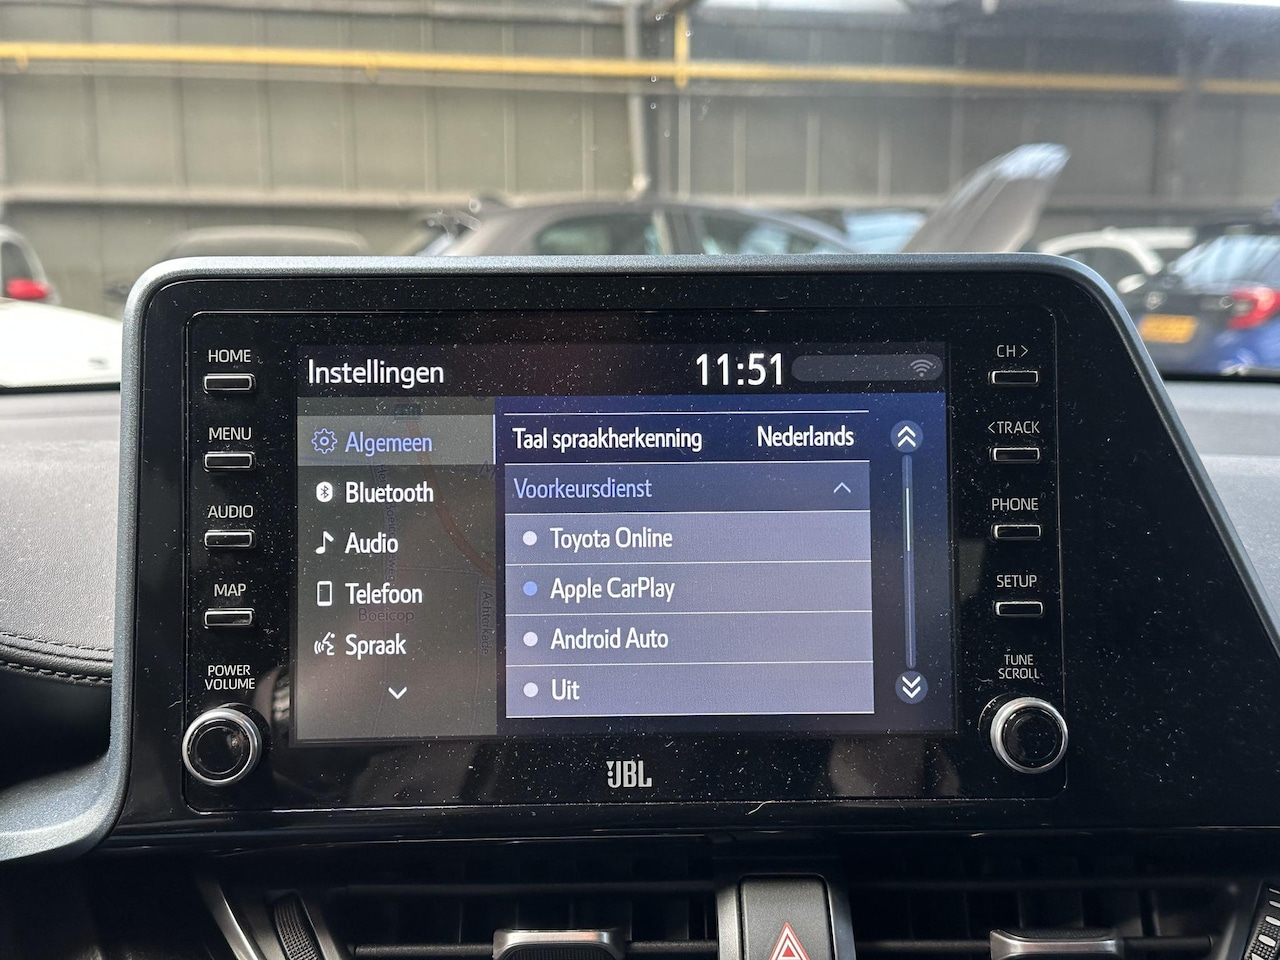 HOME
MENU
AUDIO
MAP
POWER
VOLUME
Instellingen
11:51
Algemeen
Bluetooth
Audio
Telefoon
Boeicop
Spraak
Taal spraakherkenning Nederlands
Voorkeursdienst
Toyota Online
Apple CarPlay
Android Auto
Uit
CH >
< TRACK
PHONE
SETUP
TUNE
SCROLL
JBL